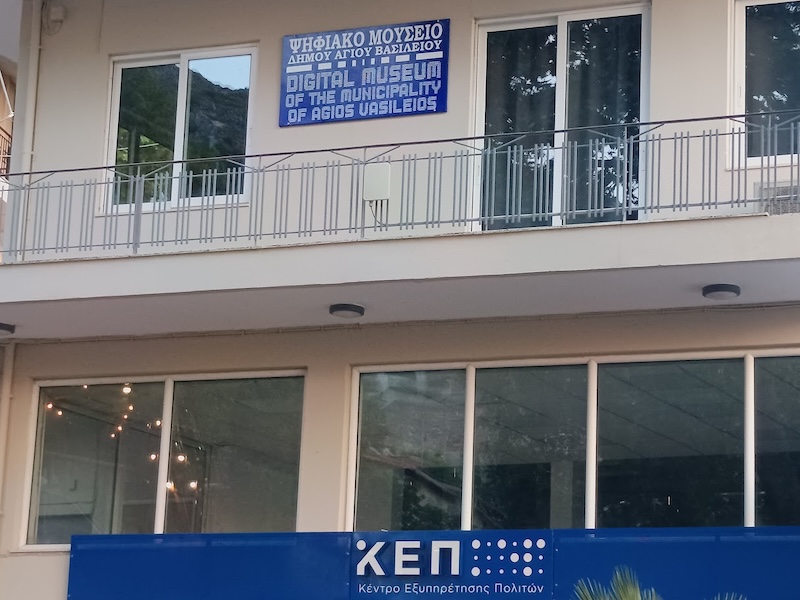 ΨΗΦΙΑΚΟ ΜΟΥΣΕΙΟ
ΔΗΜΟΥ ΑΓΙΟΥ ΒΑΣΙΛΕΙΟΥ
DIGITAL MUSEUM
OF THE MUNICIPALITY
OF AGIOS VASILEIOS
ΚΕΠ
Κέντρο Εξυπηρέτησης Πολιτών